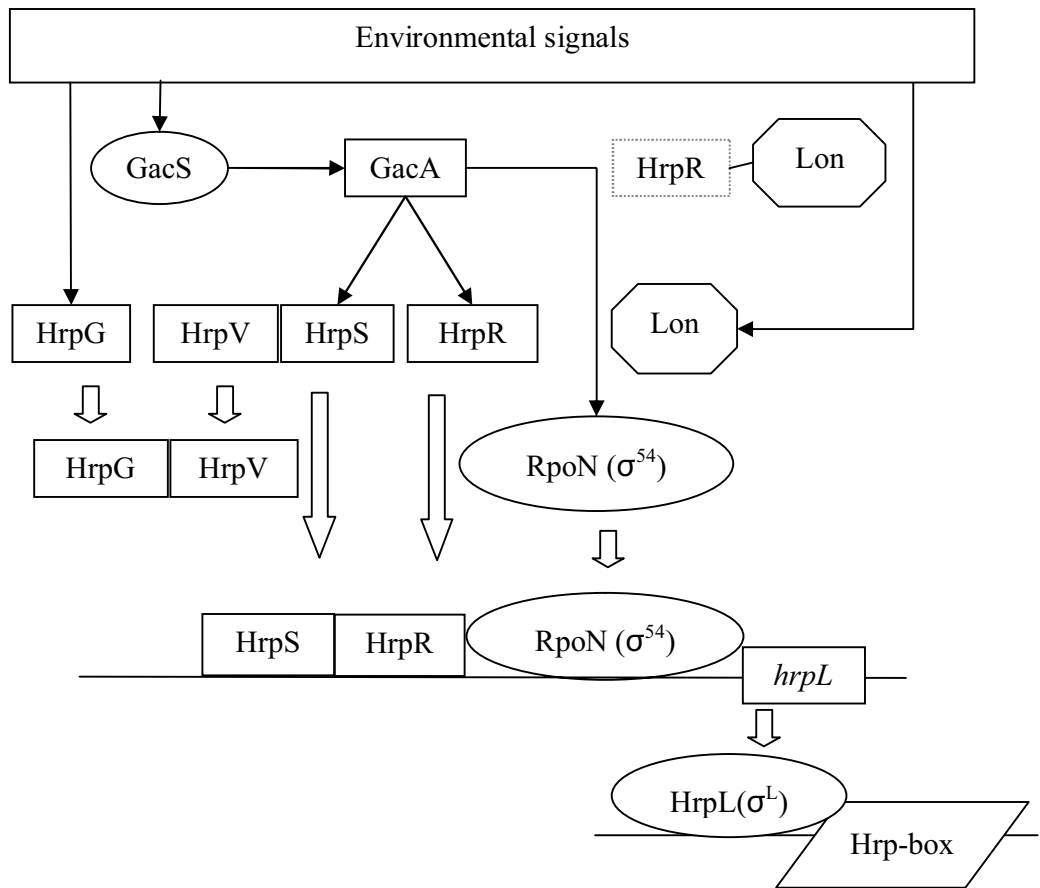 Environmental signals
GacS
GacA
HrpR
Lon
HrpG
HrpV
HrpS
HrpR
Lon
HrpG
HrpV
RpoN (σ⁵⁴)
HrpS
HrpR
RpoN (σ⁵⁴)
hrpL
HrpL(σᴸ)
Hrp-box